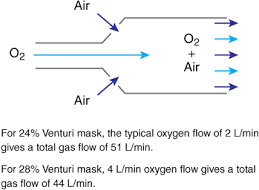 Air
O2
O2
+
Air
Air
For 24% Venturi mask, the typical oxygen flow of 2 L/min
gives a total gas flow of 51 L/min.
For 28% Venturi mask, 4 L/min oxygen flow gives a total
gas flow of 44 L/min.